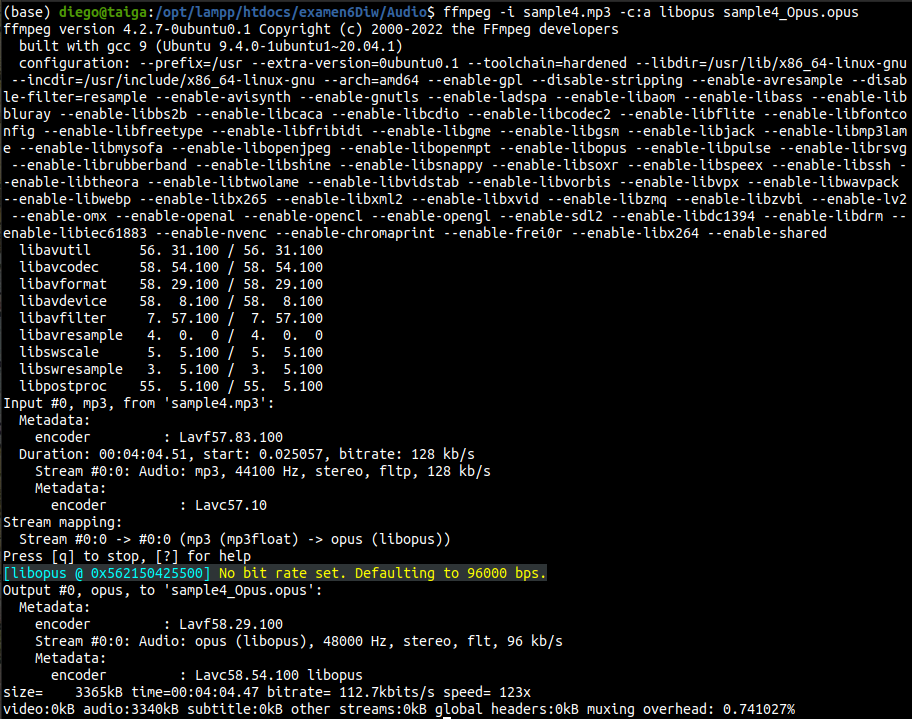 (base) diego@taiga:/opt/lampp/htdocs/examen6Diw/Audio$ ffmpeg -i sample4.mp3 -c:a libopus sample4_Opus.opus
ffmpeg version 4.2.7-0ubuntu0.1 Copyright (c) 2000-2022 the FFmpeg developers
  built with gcc 9 (Ubuntu 9.4.0-1ubuntu1~20.04.1)
  configuration: --prefix=/usr --extra-version=0ubuntu0.1 --toolchain=hardened --libdir=/usr/lib/x86_64-linux-gnu
 --incdir=/usr/include/x86_64-linux-gnu --arch=amd64 --enable-gpl --disable-stripping --enable-avresample --disab
le-filter=resample --enable-avisynth --enable-gnutls --enable-ladspa --enable-libaom --enable-libass --enable-lib
bluray --enable-libbs2b --enable-libcaca --enable-libcdio --enable-libcodec2 --enable-libflite --enable-libfontco
nfig --enable-libfreetype --enable-libfribidi --enable-libgme --enable-libgsm --enable-libjack --enable-libmp3lam
e --enable-libmysofa --enable-libopenjpeg --enable-libopenmpt --enable-libopus --enable-libpulse --enable-librsvg
 --enable-librubberband --enable-libshine --enable-libsnappy --enable-libsoxr --enable-libspeex --enable-libssh -
-enable-libtheora --enable-libtwolame --enable-libvidstab --enable-libvorbis --enable-libvpx --enable-libwavpack
--enable-libwebp --enable-libx265 --enable-libxml2 --enable-libxvid --enable-libzmq --enable-libzvbi --enable-lv2
 --enable-omx --enable-openal --enable-opencl --enable-opengl --enable-sdl2 --enable-libdc1394 --enable-libdrm --
enable-libiec61883 --enable-nvenc --enable-chromaprint --enable-frei0r --enable-libx264 --enable-shared
  libavutil      56. 31.100 / 56. 31.100
  libavcodec     58. 54.100 / 58. 54.100
  libavformat    58. 29.100 / 58. 29.100
  libavdevice    58.  8.100 / 58.  8.100
  libavfilter     7. 57.100 /  7. 57.100
  libavresample   4.  0.  0 /  4.  0.  0
  libswscale      5.  5.100 /  5.  5.100
  libswresample   3.  5.100 /  3.  5.100
  libpostproc    55.  5.100 / 55.  5.100
Input #0, mp3, from 'sample4.mp3':
  Metadata:
    encoder         : Lavf57.83.100
  Duration: 00:04:04.51, start: 0.025057, bitrate: 128 kb/s
    Stream #0:0: Audio: mp3, 44100 Hz, stereo, fltp, 128 kb/s
    Metadata:
      encoder         : Lavc57.10
Stream mapping:
  Stream #0:0 -> #0:0 (mp3 (mp3float) -> opus (libopus))
Press [q] to stop, [?] for help
[libopus @ 0x562150425500] No bit rate set. Defaulting to 96000 bps.
Output #0, opus, to 'sample4_Opus.opus':
  Metadata:
    encoder         : Lavf58.29.100
    Stream #0:0: Audio: opus (libopus), 48000 Hz, stereo, flt, 96 kb/s
    Metadata:
      encoder         : Lavc58.54.100 libopus
size=    3365kB time=00:04:04.47 bitrate= 112.7kbits/s speed= 123x
video:0kB audio:3340kB subtitle:0kB other streams:0kB global headers:0kB muxing overhead: 0.741027%